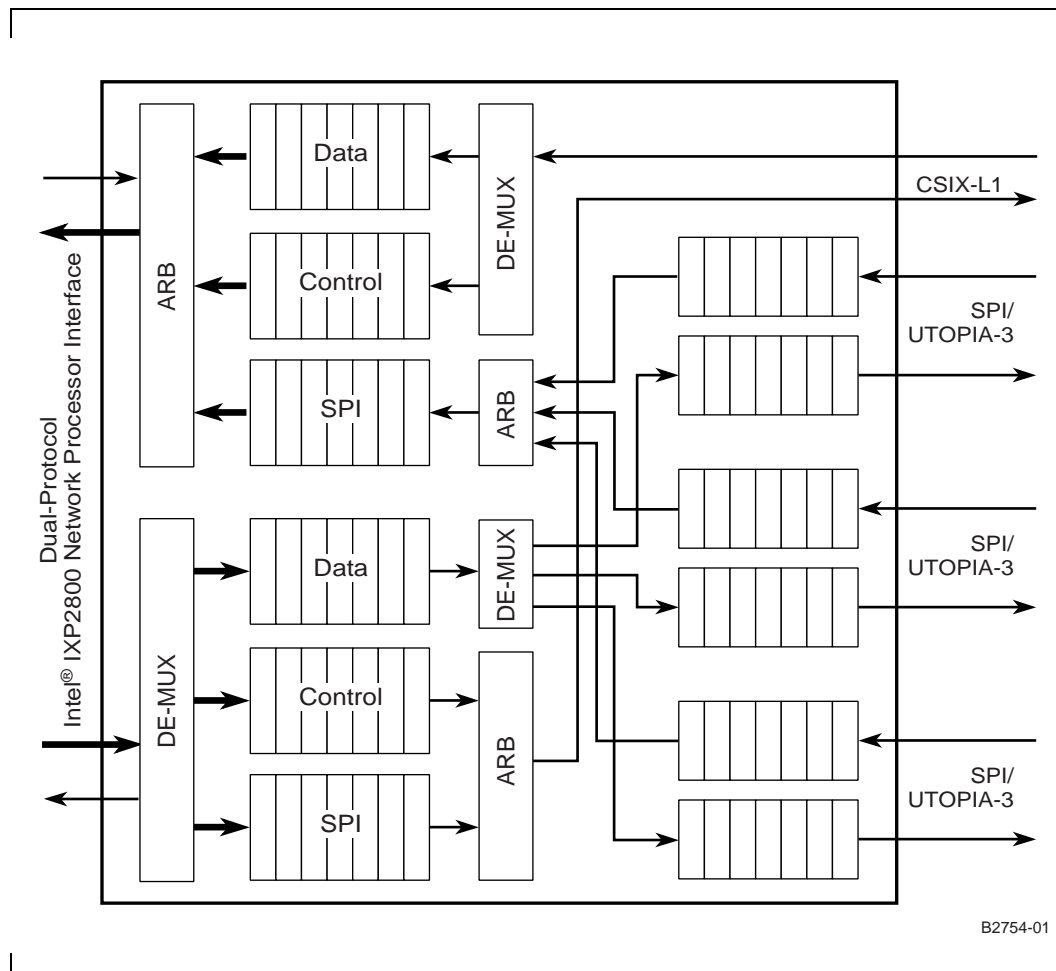 Data
DE-MUX
CSIX-L1
ARB
Control
SPI/
UTOPIA-3
SPI
ARB
Dual-Protocol
Intel® IXP2800 Network Processor Interface
Data
DE-MUX
SPI/
UTOPIA-3
DE-MUX
Control
ARB
SPI/
UTOPIA-3
SPI
B2754-01